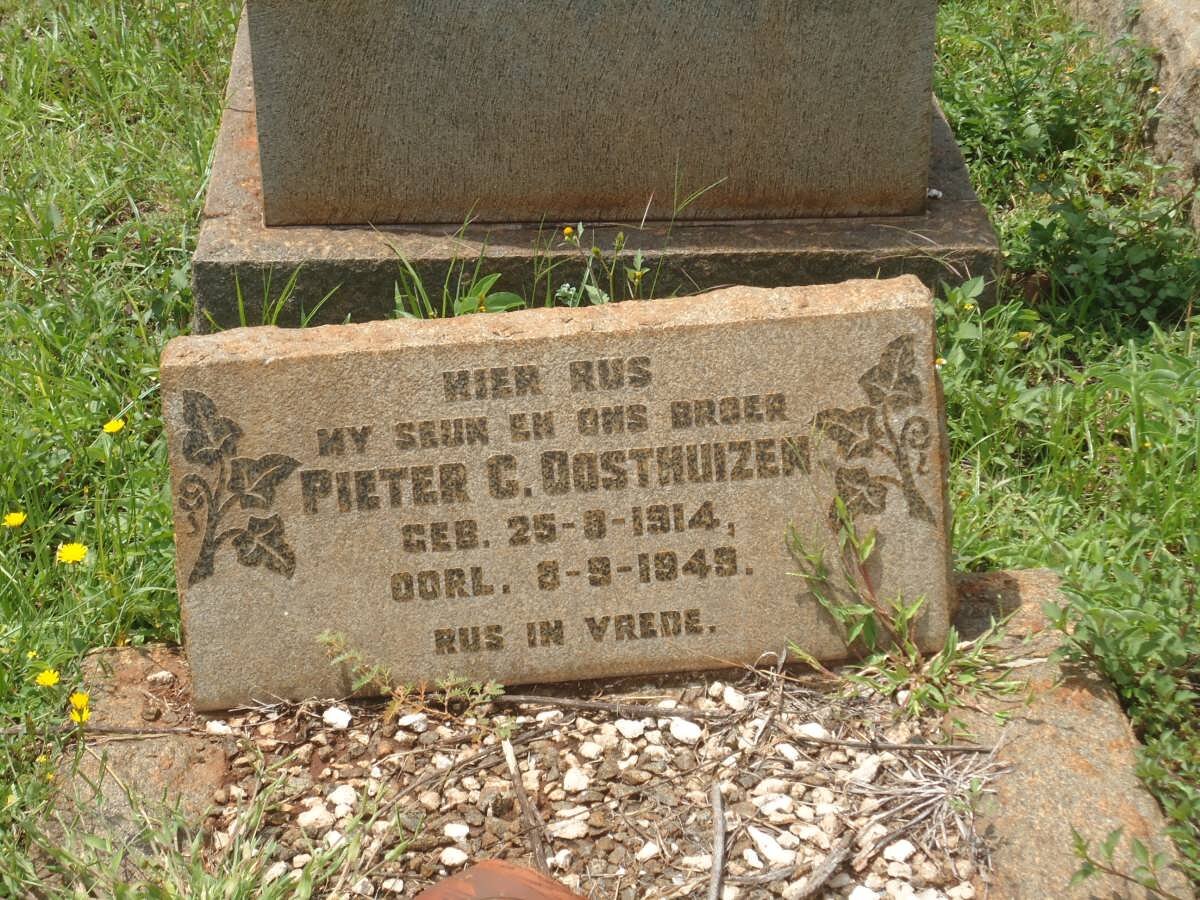 HIER RUS
MY SEUN EN ONS BROER
PIETER C. OOSTHUIZEN
GEB. 25-8-1914,
OORL. 8-9-1949.
RUS IN VREDE.